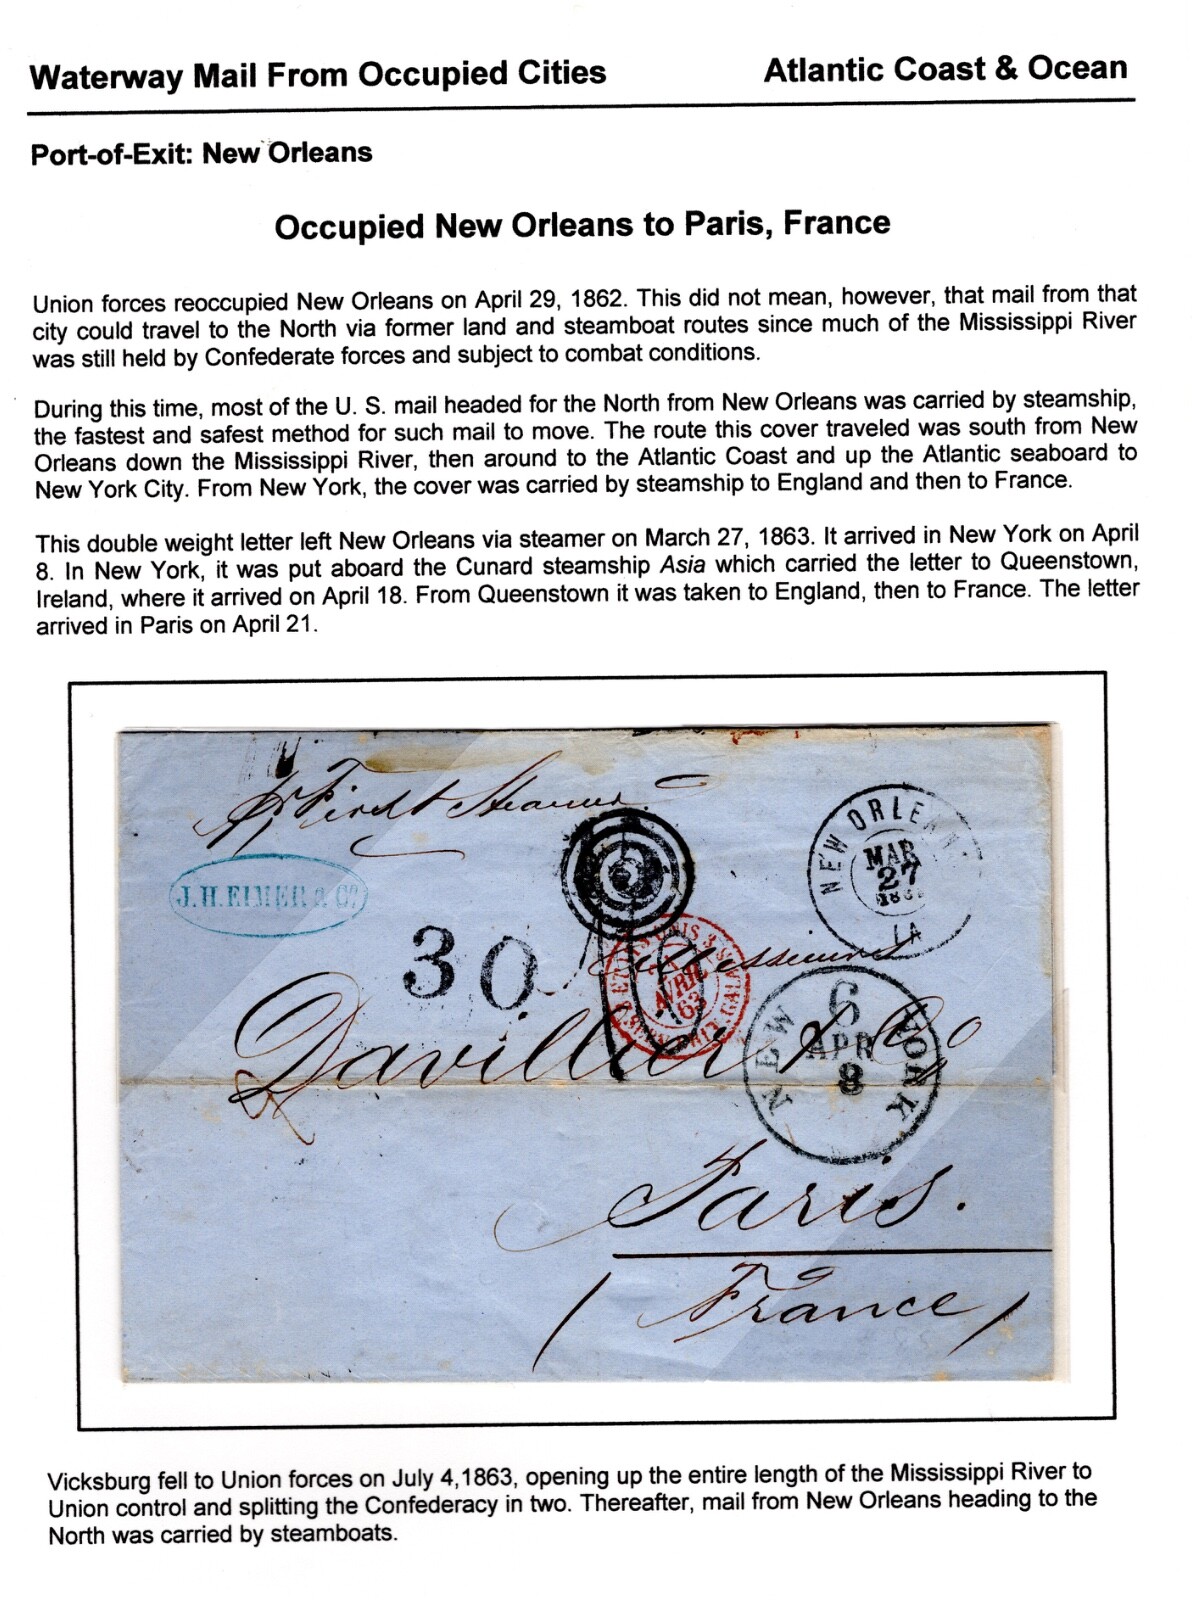 Waterway Mail From Occupied Cities Atlantic Coast & Ocean
Port-of-Exit: New Orleans
Occupied New Orleans to Paris, France
Union forces reoccupied New Orleans on April 29, 1862. This did not mean, however, that mail from that
city could travel to the North via former land and steamboat routes since much of the Mississippi River
was still held by Confederate forces and subject to combat conditions.
During this time, most of the U. S. mail headed for the North from New Orleans was carried by steamship,
the fastest and safest method for such mail to move. The route this cover traveled was south from New
Orleans down the Mississippi River, then around to the Atlantic Coast and up the Atlantic seaboard to
New York City. From New York, the cover was carried by steamship to England and then to France.
This double weight letter left New Orleans via steamer on March 27, 1863. It arrived in New York on April
8. In New York, it was put aboard the Cunard steamship Asia which carried the letter to Queenstown,
Ireland, where it arrived on April 18. From Queenstown it was taken to England, then to France. The letter
arrived in Paris on April 21.
pr First Steamer.
NEW ORLEANS
MAR
27
LA
J.H. EIMER & Co
30
AVRIL
63
Davillier & Co
NEW YORK
6
APR
8
Paris.
France
Vicksburg fell to Union forces on July 4,1863, opening up the entire length of the Mississippi River to
Union control and splitting the Confederacy in two. Thereafter, mail from New Orleans heading to the
North was carried by steamboats.